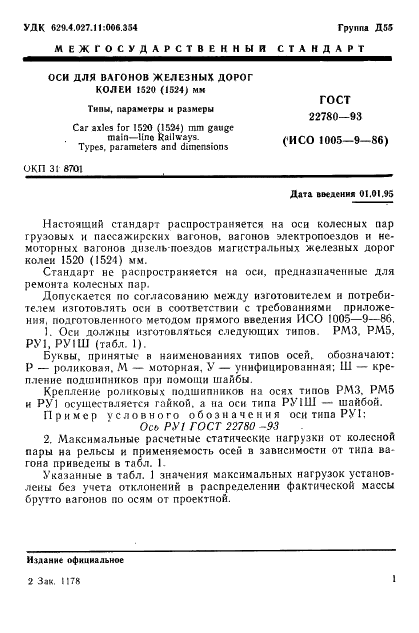 УДК 629.4.027.11:006.354
Группа Д55
МЕЖГОСУДАРСТВЕННЫЙ СТАНДАРТ
ОСИ ДЛЯ ВАГОНОВ ЖЕЛЕЗНЫХ ДОРОГ
КОЛЕИ 1520 (1524) мм
Типы, параметры и размеры
Car axles for 1520 (1524) mm gauge
main—line Railways.
Types, parameters and dimensions
ГОСТ
22780—93
(ИСО 1005—9—86)
ОКП 31 8701
Дата введения 01.01.95
Настоящий стандарт распространяется на оси колесных пар
грузовых и пассажирских вагонов, вагонов электропоездов и не-
моторных вагонов дизель-поездов магистральных железных дорог
колеи 1520 (1524) мм.
Стандарт не распространяется на оси, предназначенные для
ремонта колесных пар.
Допускается по согласованию между изготовителем и потреби-
телем изготовлять оси в соответствии с требованиями приложе-
ния, подготовленного методом прямого введения ИСО 1005—9—86.
1. Оси должны изготовляться следующих типов. РМ3, РМ5,
РУ1, РУ1Ш (табл. 1).
Буквы, принятые в наименованиях типов осей, обозначают:
Р — роликовая, М — моторная, У — унифицированная; Ш — кре-
пление подшипников при помощи шайбы.
Крепление роликовых подшипников на осях типов РМ3, РМ5
и РУ1 осуществляется гайкой, а на оси типа РУ1Ш — шайбой.
Пример условного обозначения оси типа РУ1:
Ось РУ1 ГОСТ 22780—93
2. Максимальные расчетные статические нагрузки от колесной
пары на рельсы и применяемость осей в зависимости от типа ва-
гона приведены в табл. 1.
Указанные в табл. 1 значения максимальных нагрузок установ-
лены без учета отклонений в распределении фактической массы
брутто вагонов по осям от проектной.
Издание официальное
2 Зак. 1178
1